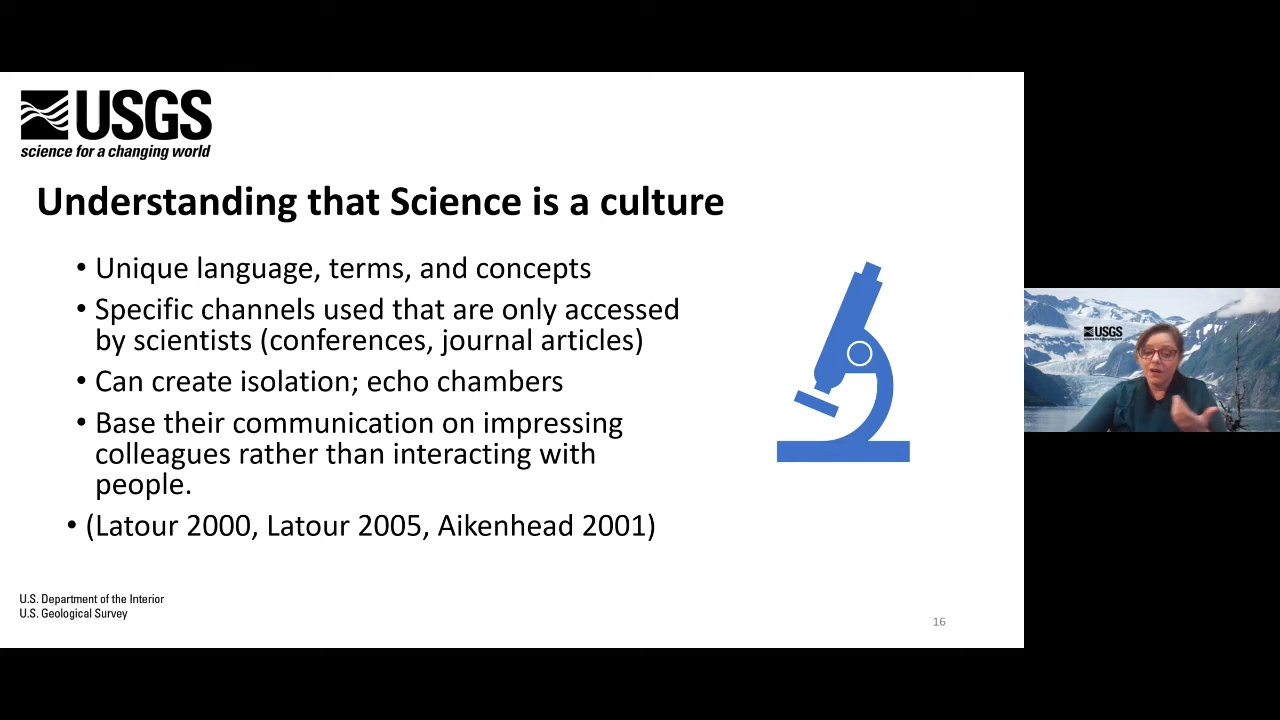 USGS
science for a changing world
Understanding that Science is a culture
• Unique language, terms, and concepts
• Specific channels used that are only accessed
by scientists (conferences, journal articles)
• Can create isolation; echo chambers
• Base their communication on impressing
colleagues rather than interacting with
people.
• (Latour 2000, Latour 2005, Aikenhead 2001)
U.S. Department of the Interior
U.S. Geological Survey
16
USGS